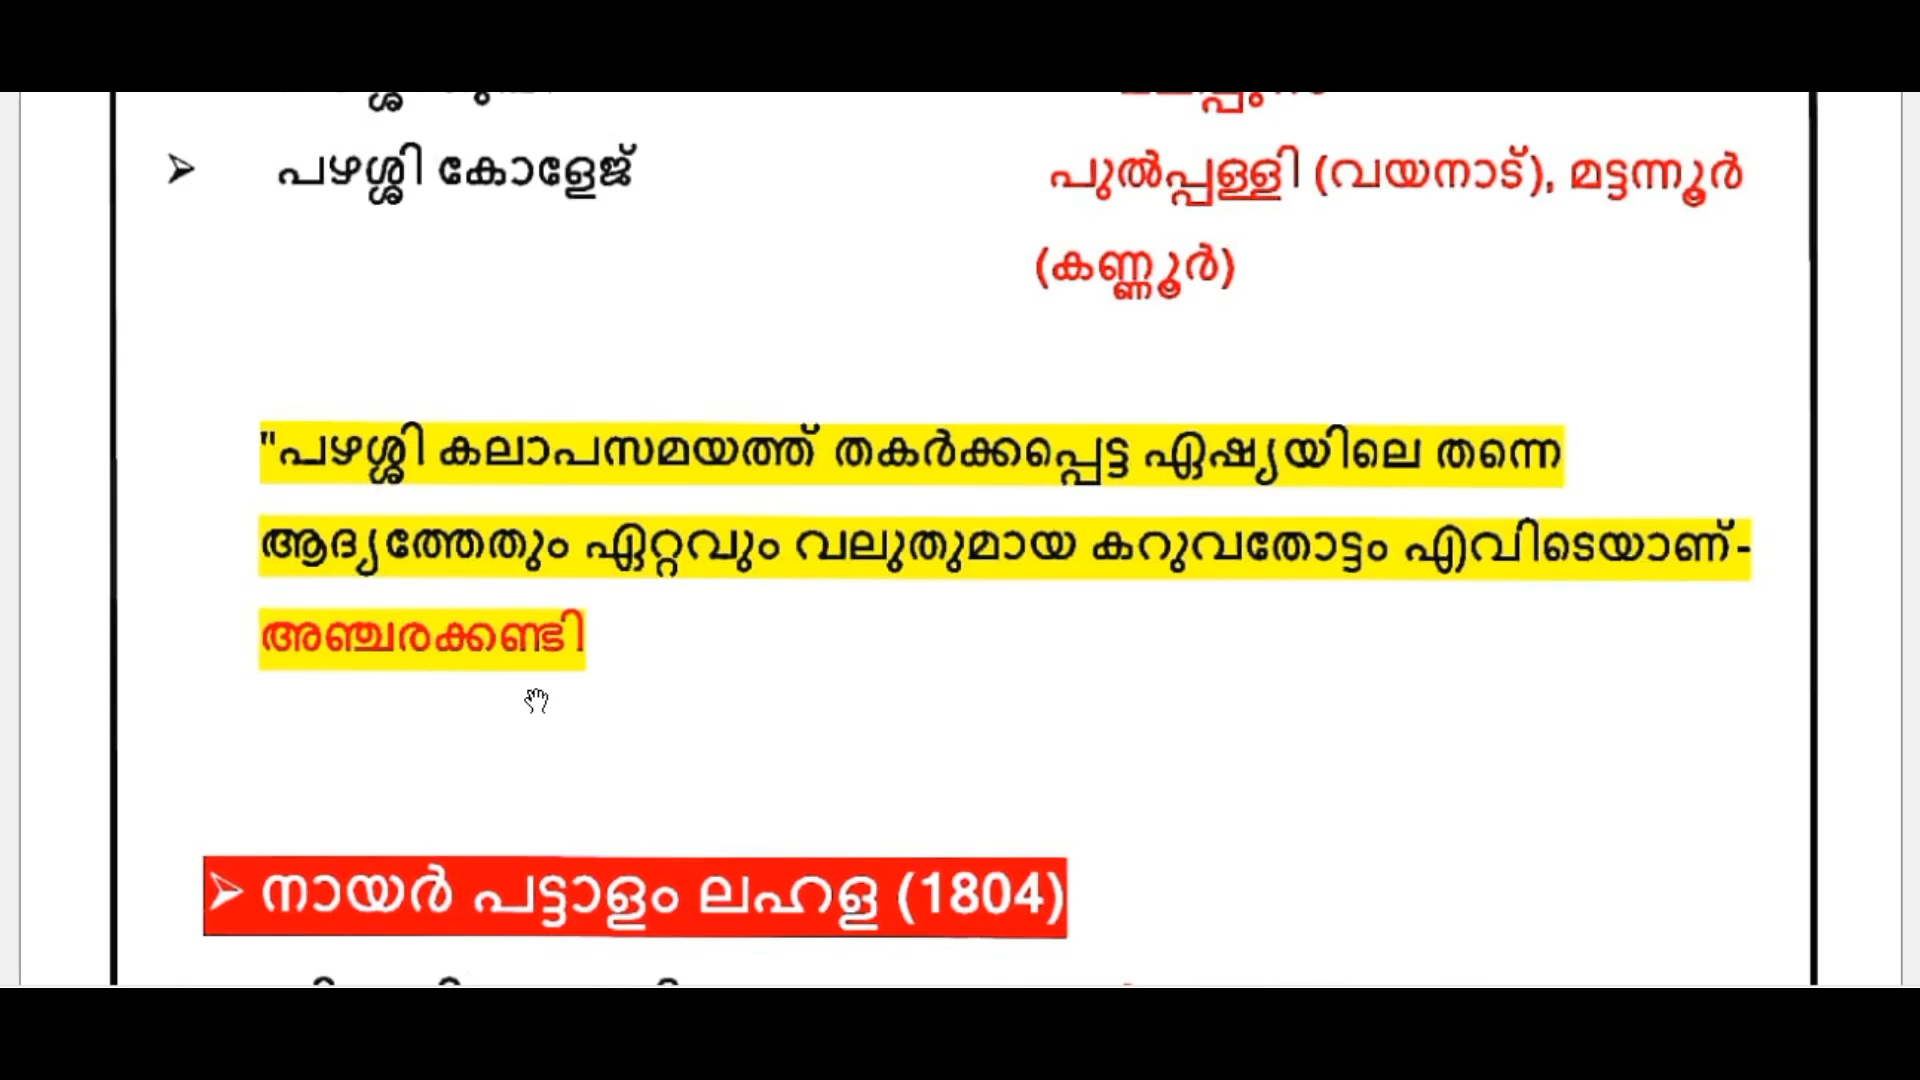 ➢ പഴശ്ശി കോളേജ് പുൽപ്പള്ളി (വയനാട്), മട്ടന്നൂർ
(കണ്ണൂർ)
"പഴശ്ശി കലാപസമയത്ത് തകർക്കപ്പെട്ട ഏഷ്യയിലെ തന്നെ
ആദ്യത്തേതും ഏറ്റവും വലുതുമായ കറുവതോട്ടം എവിടെയാണ്-
അഞ്ചരക്കണ്ടി
➢ നായർ പട്ടാളം ലഹള (1804)